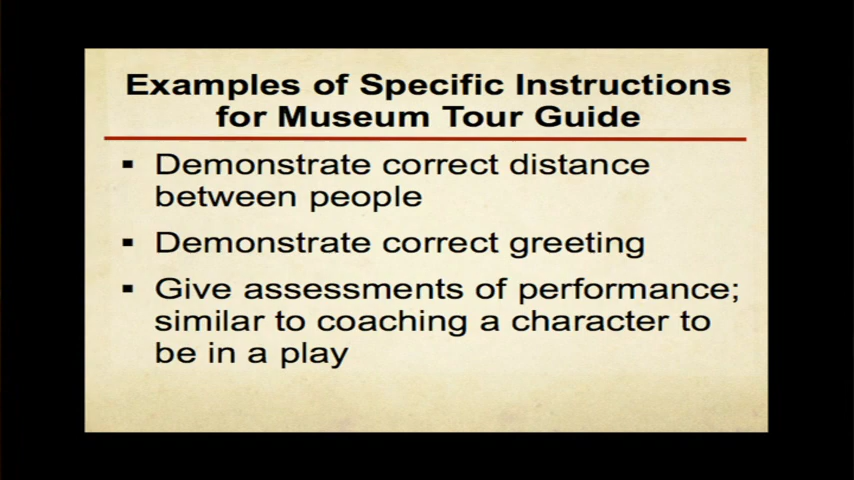 Examples of Specific Instructions
for Museum Tour Guide
▪ Demonstrate correct distance
between people
▪ Demonstrate correct greeting
▪ Give assessments of performance;
similar to coaching a character to
be in a play